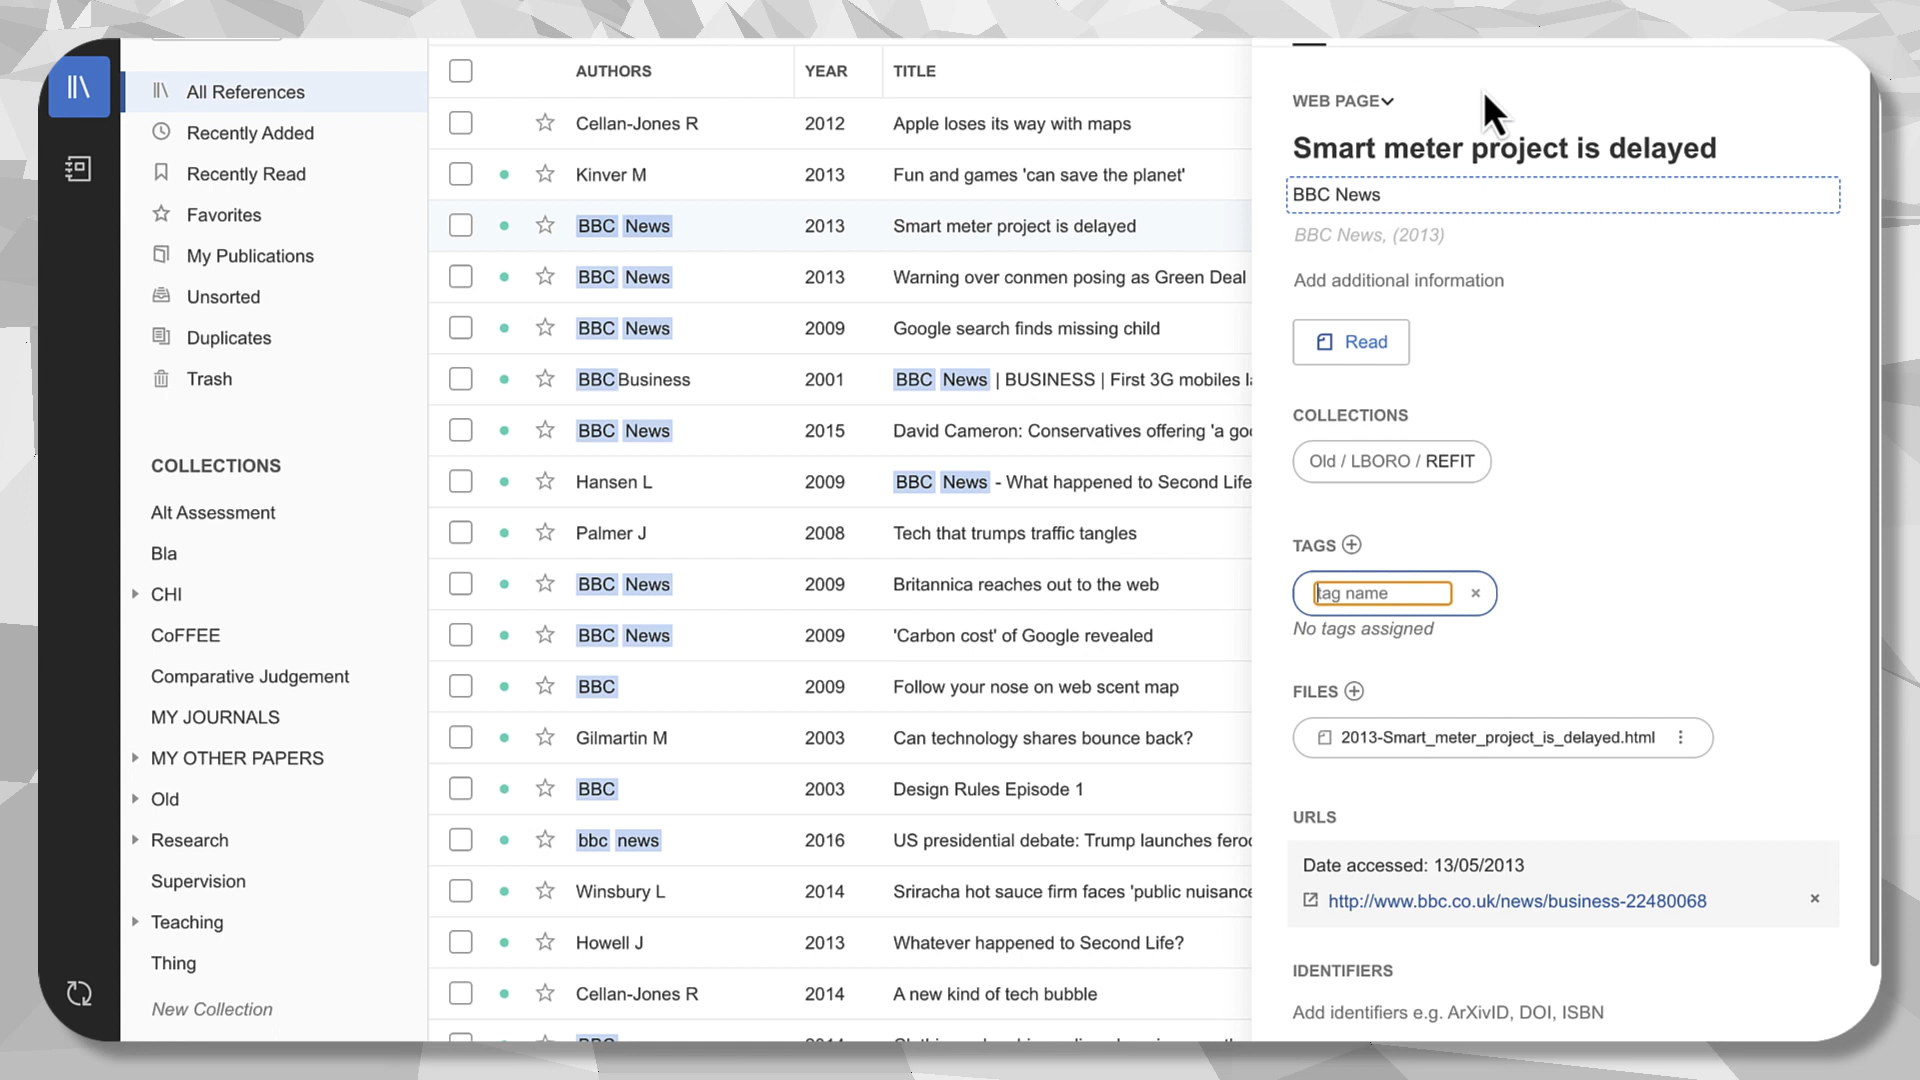 All References
Recently Added
Recently Read
Favorites
My Publications
Unsorted
Duplicates
Trash
COLLECTIONS
Alt Assessment
Bla
CHI
CoFFEE
Comparative Judgement
MY JOURNALS
MY OTHER PAPERS
Old
Research
Supervision
Teaching
Thing
New Collection
AUTHORS YEAR TITLE
Cellan-Jones R 2012 Apple loses its way with maps
Kinver M 2013 Fun and games 'can save the planet'
BBC News 2013 Smart meter project is delayed
BBC News 2013 Warning over conmen posing as Green Deal
BBC News 2009 Google search finds missing child
BBC Business 2001 BBC News | BUSINESS | First 3G mobiles
BBC News 2015 David Cameron: Conservatives offering 'a
Hansen L 2009 BBC News - What happened to Second Life
Palmer J 2008 Tech that trumps traffic tangles
BBC News 2009 Britannica reaches out to the web
BBC News 2009 'Carbon cost' of Google revealed
BBC 2009 Follow your nose on web scent map
Gilmartin M 2003 Can technology shares bounce back?
BBC 2003 Design Rules Episode 1
bbc news 2016 US presidential debate: Trump launches
Winsbury L 2014 Sriracha hot sauce firm faces 'public nuisance
Howell J 2013 Whatever happened to Second Life?
Cellan-Jones R 2014 A new kind of tech bubble
WEB PAGE
Smart meter project is delayed
BBC News
BBC News, (2013)
Add additional information
Read
COLLECTIONS
Old / LBORO / REFIT
TAGS
tag name
No tags assigned
FILES
2013-Smart_meter_project_is_delayed.html
URLS
Date accessed: 13/05/2013
http://www.bbc.co.uk/news/business-22480068
IDENTIFIERS
Add identifiers e.g. ArXivID, DOI, ISBN